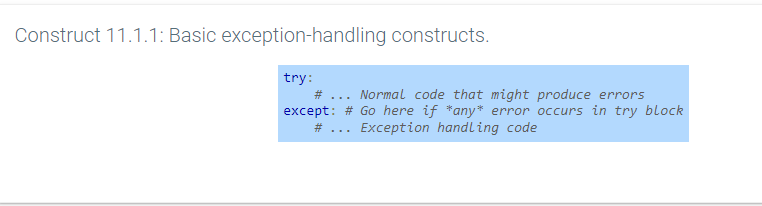 Construct 11.1.1: Basic exception-handling constructs.
try:
    # ... Normal code that might produce errors
except: # Go here if *any* error occurs in try block
    # ... Exception handling code